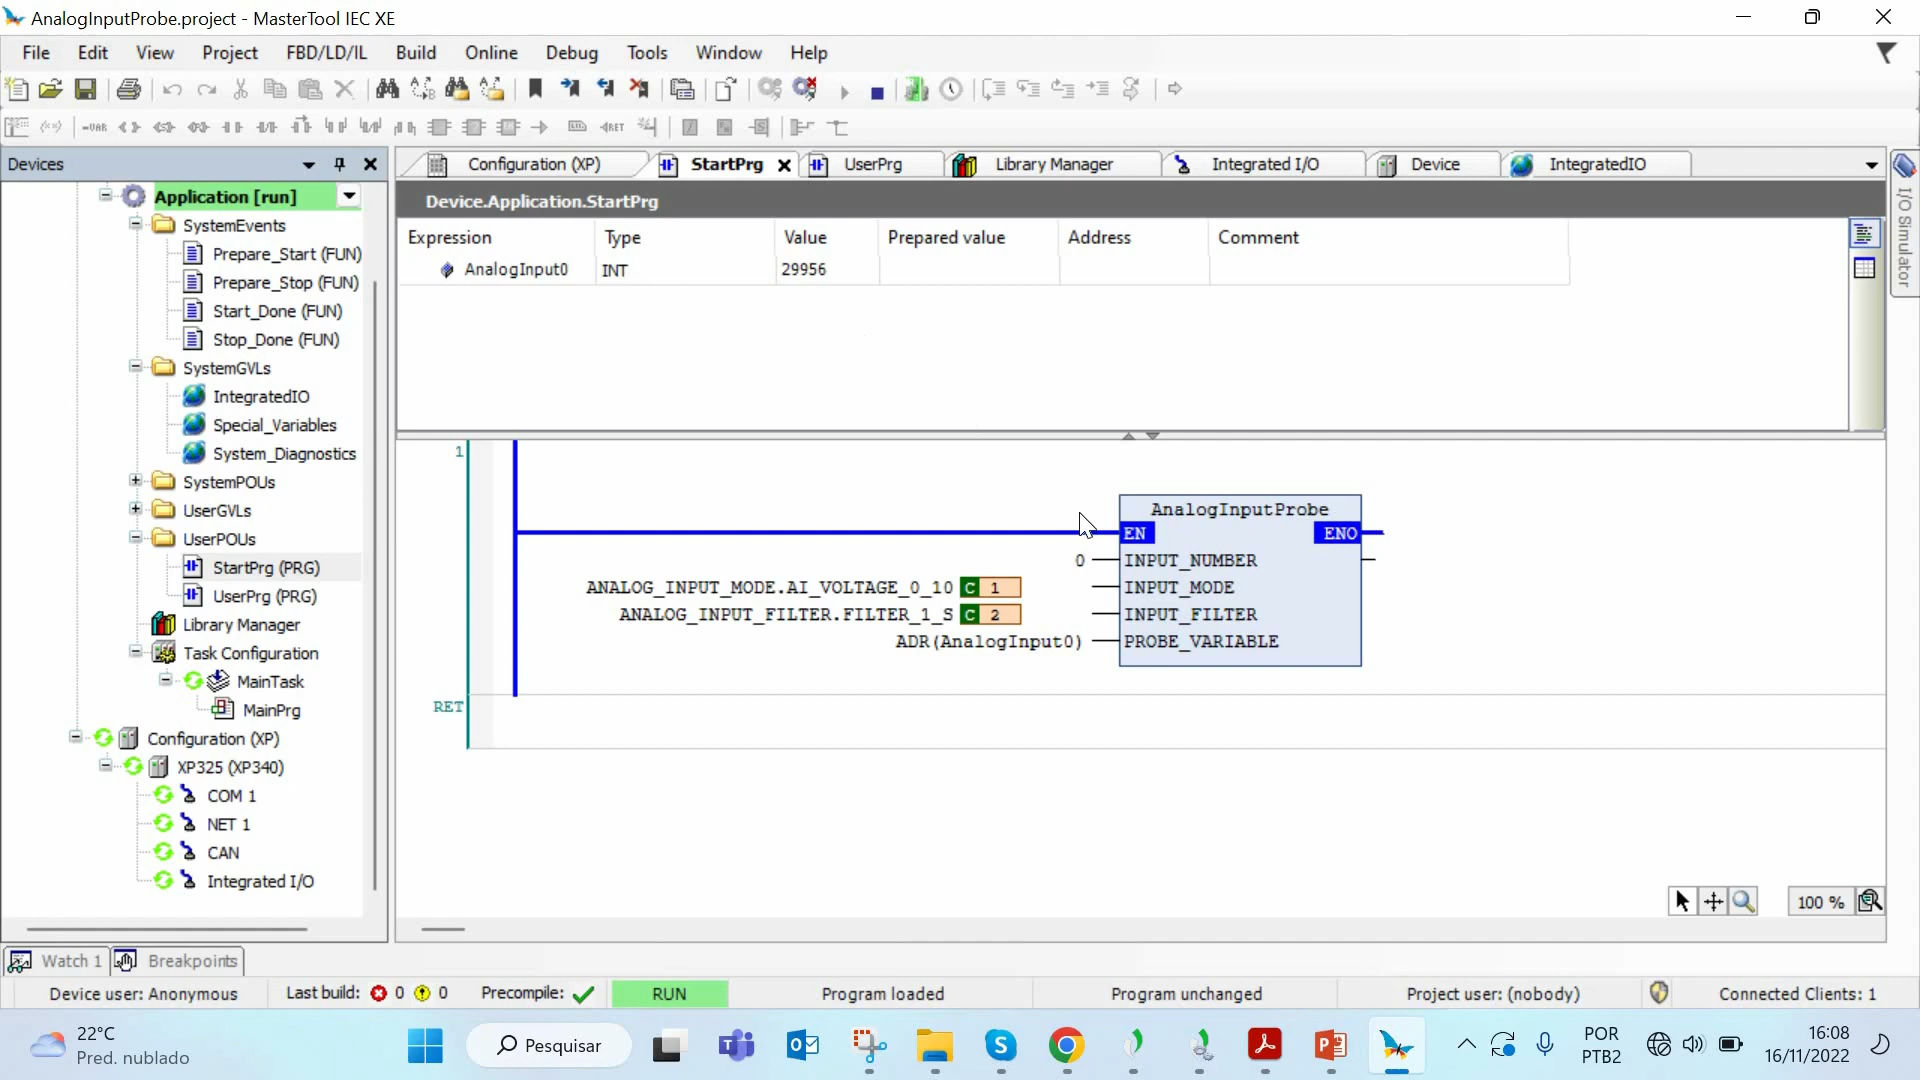 AnalogInputProbe.project - MasterTool IEC XE
File Edit View Project FBD/LD/IL Build Online Debug Tools Window Help
Devices
Configuration (XP) StartPrg UserPrg Library Manager Integrated I/O Device IntegratedIO
Application [run]
SystemEvents
Prepare_Start (FUN)
Prepare_Stop (FUN)
Start_Done (FUN)
Stop_Done (FUN)
SystemGVLs
IntegratedIO
Special_Variables
System_Diagnostics
SystemPOUs
UserGVLs
UserPOUs
StartPrg (PRG)
UserPrg (PRG)
Library Manager
Task Configuration
MainTask
MainPrg
Configuration (XP)
XP325 (XP340)
COM 1
NET 1
CAN
Integrated I/O
Device.Application.StartPrg
Expression Type Value Prepared value Address Comment
AnalogInput0 INT 29956
I/O Simulator
1
AnalogInputProbe
EN ENO
0 INPUT_NUMBER
ANALOG_INPUT_MODE.AI_VOLTAGE_0_10 C 1 INPUT_MODE
ANALOG_INPUT_FILTER.FILTER_1_S C 2 INPUT_FILTER
ADR(AnalogInput0) PROBE_VARIABLE
RET
100 %
Watch 1 Breakpoints
Device user: Anonymous Last build: 0 0 Precompile: RUN Program loaded Program unchanged Project user: (nobody) Connected Clients: 1
22°C
Pred. nublado
Pesquisar
POR
PTB2
16:08
16/11/2022